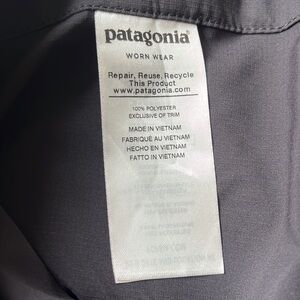 patagonia®
WORN WEAR
Repair, Reuse, Recycle
This Product
www.patagonia.com
100% POLYESTER
EXCLUSIVE OF TRIM
MADE IN VIETNAM
FABRIQUÉ AU VIETNAM
HECHO EN VIETNAM
FATTO IN VIETNAM